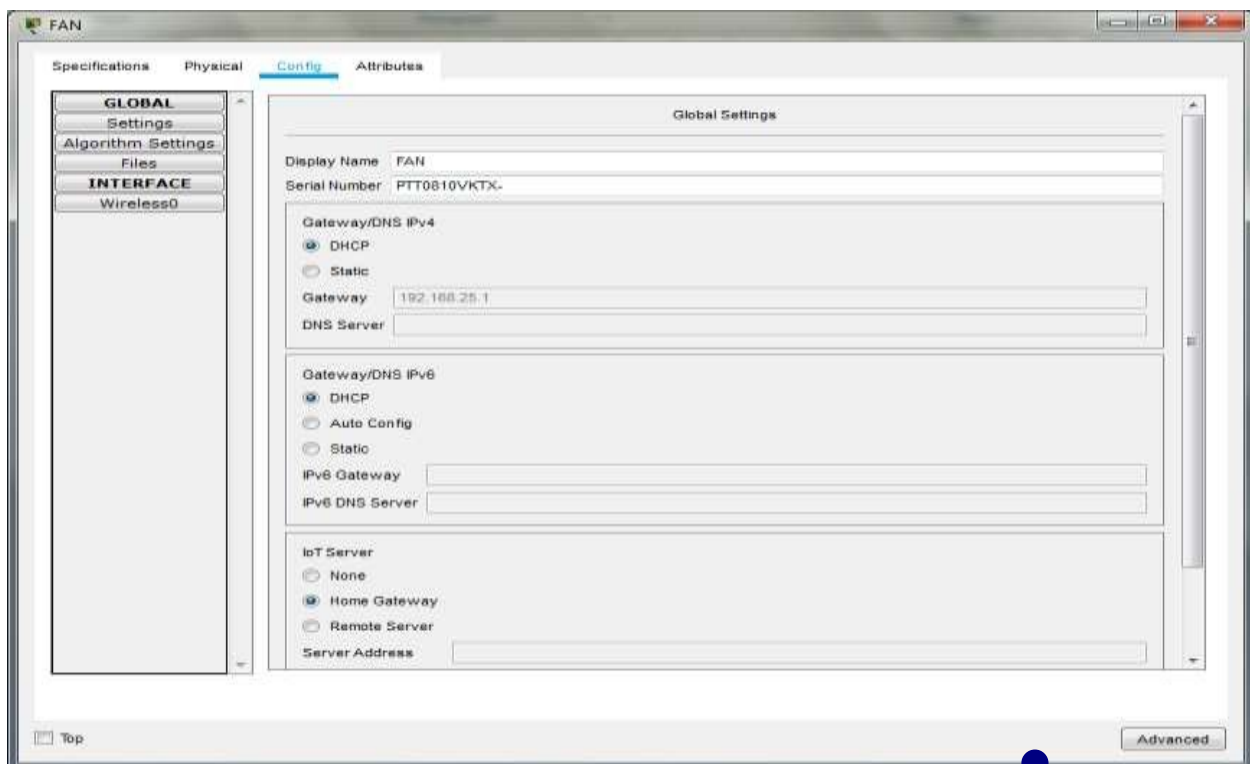 FAN
Specifications Physical Config Attributes
GLOBAL
Settings
Algorithm Settings
Files
INTERFACE
Wireless0
Global Settings
Display Name FAN
Serial Number PTT0810VKTX-
Gateway/DNS IPv4
DHCP
Static
Gateway 192.168.25.1
DNS Server
Gateway/DNS IPv6
DHCP
Auto Config
Static
IPv6 Gateway
IPv6 DNS Server
IoT Server
None
Home Gateway
Remote Server
Server Address
Top
Advanced